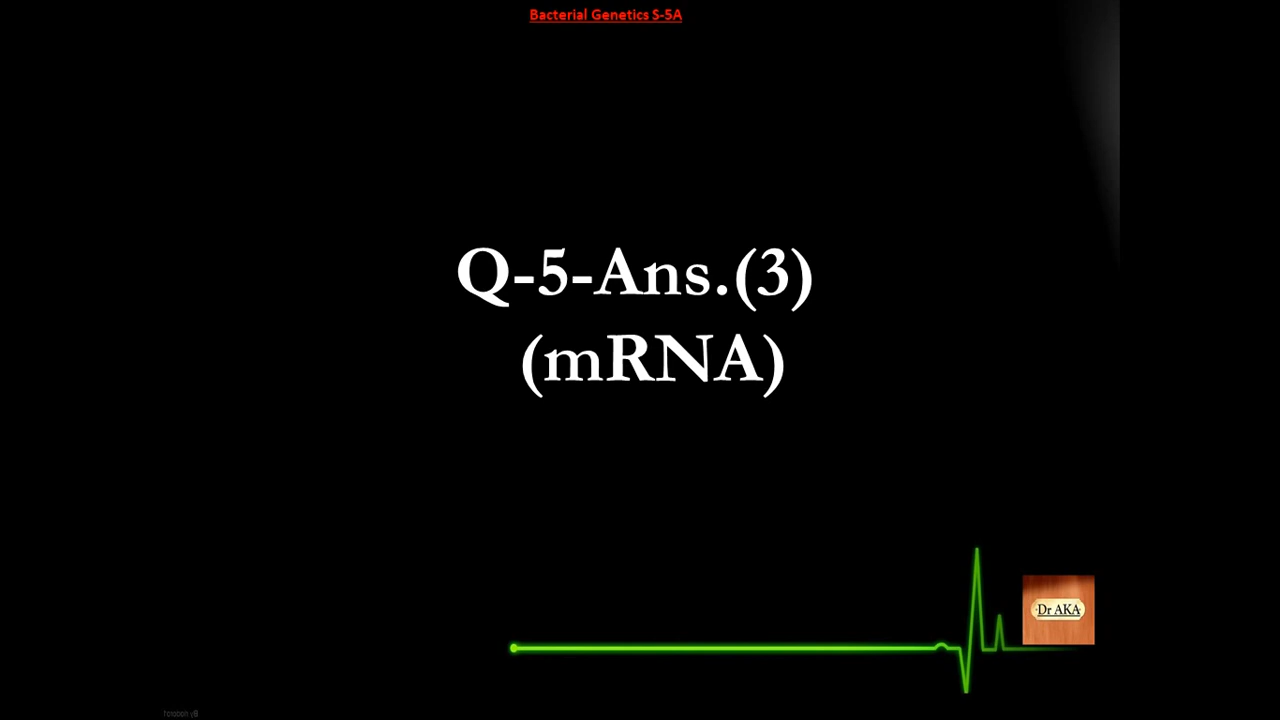 Bacterial Genetics S-5A
Q-5-Ans.(3)
(mRNA)
Dr AKA